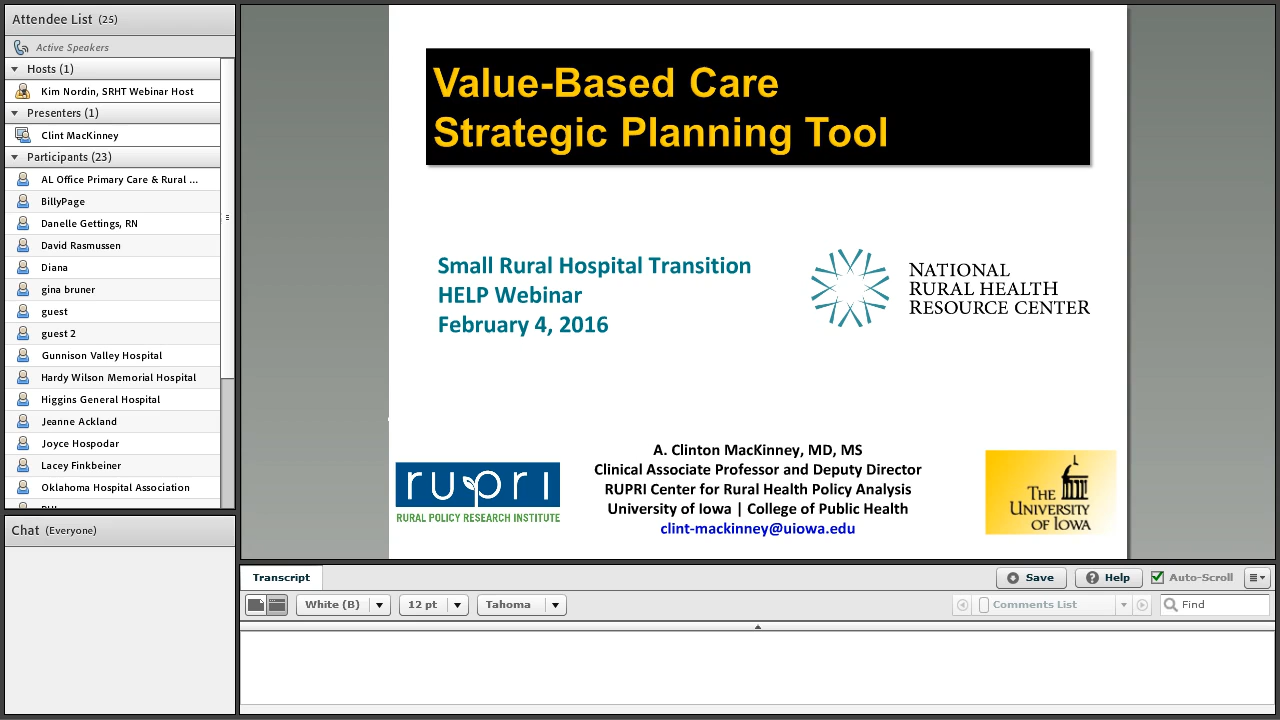 Attendee List (25)
Active Speakers
Hosts (1)
Kim Nordin, SRHT Webinar Host
Presenters (1)
Clint MacKinney
Participants (23)
AL Office Primary Care & Rural ...
BillyPage
Danelle Gettings, RN
David Rasmussen
Diana
gina bruner
guest
guest 2
Gunnison Valley Hospital
Hardy Wilson Memorial Hospital
Higgins General Hospital
Jeanne Ackland
Joyce Hospodar
Lacey Finkbeiner
Oklahoma Hospital Association
Chat (Everyone)
Value-Based Care
Strategic Planning Tool
Small Rural Hospital Transition
HELP Webinar
February 4, 2016
NATIONAL
RURAL HEALTH
RESOURCE CENTER
A. Clinton MacKinney, MD, MS
Clinical Associate Professor and Deputy Director
RUPRI Center for Rural Health Policy Analysis
University of Iowa | College of Public Health
clint-mackinney@uiowa.edu
rupri
RURAL POLICY RESEARCH INSTITUTE
THE
UNIVERSITY
OF IOWA
Transcript
Save
Help
Auto-Scroll
White (B)
12 pt
Tahoma
Comments List
Find